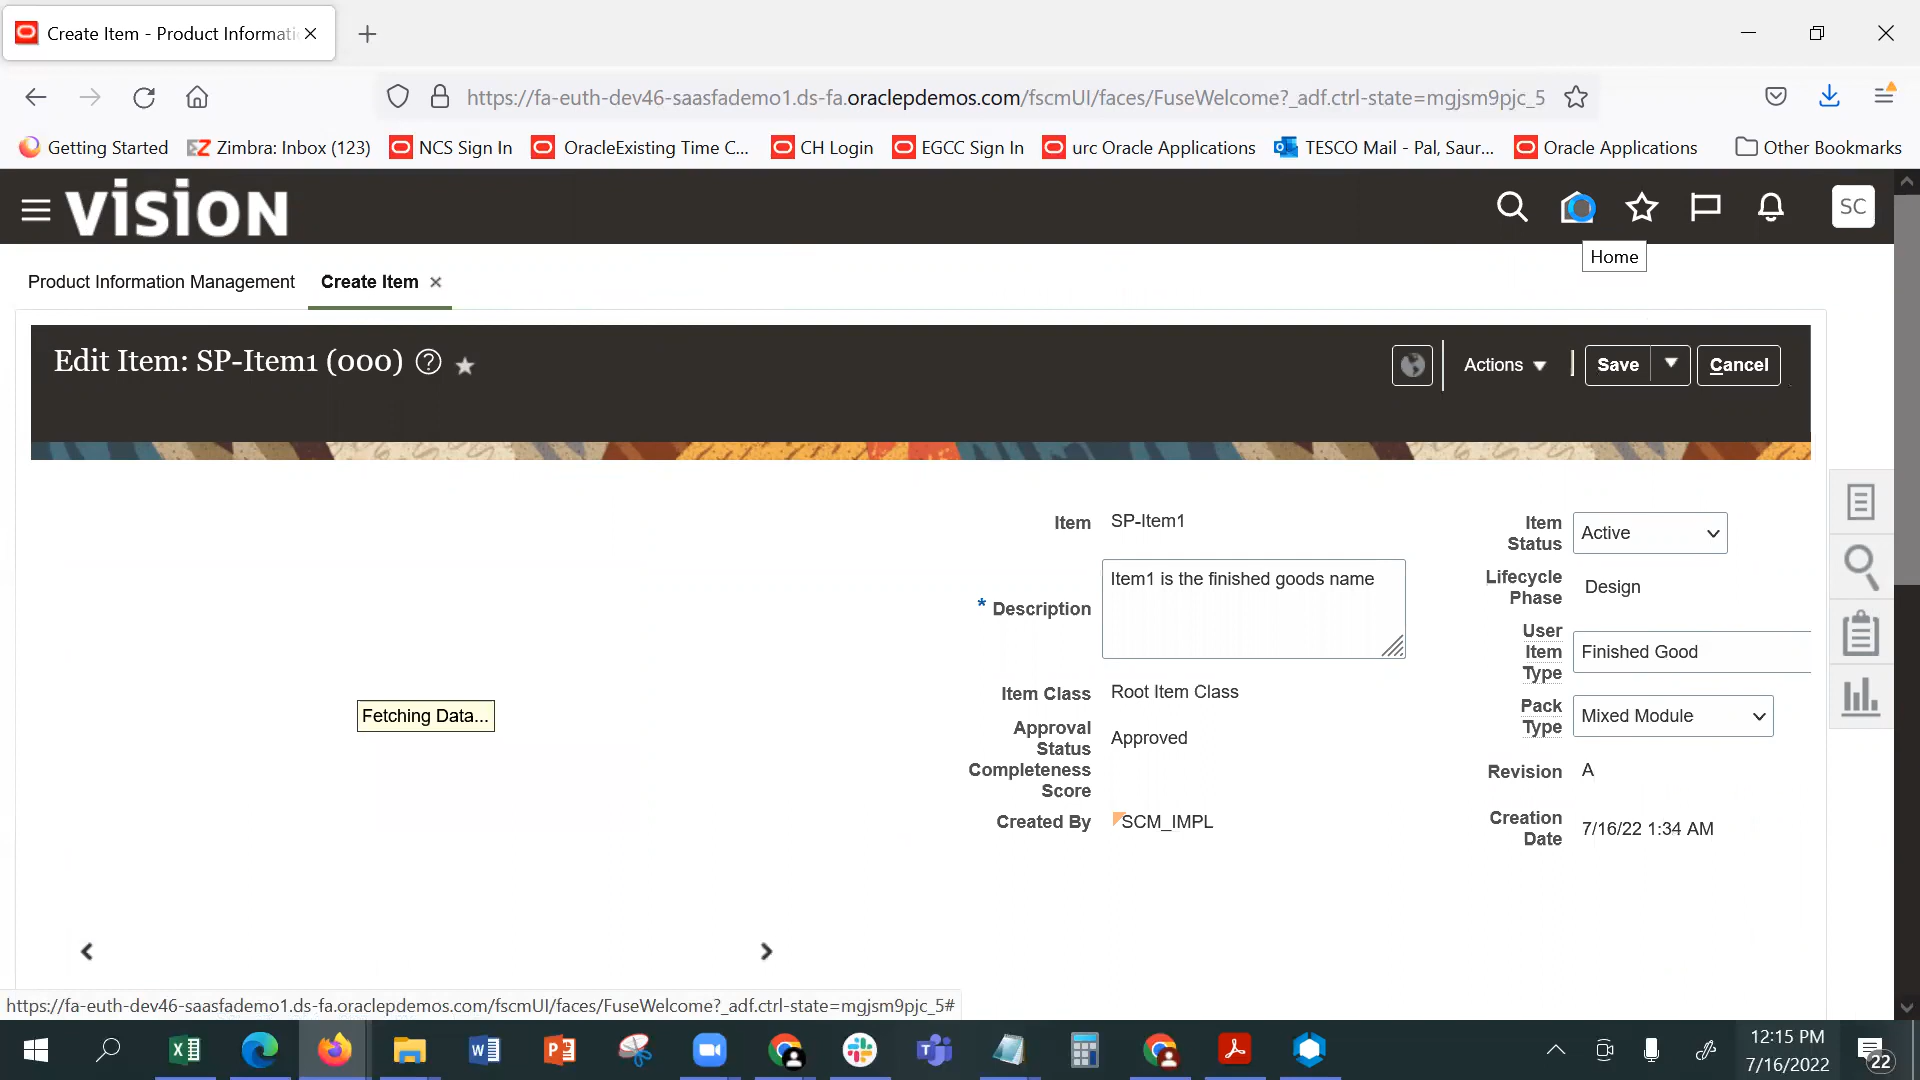 Create Item - Product Informati
https://fa-euth-dev46-saasfademo1.ds-fa.oraclepdemos.com/fscmUI/faces/FuseWelcome?_adf.ctrl-state=mgjsm9pjc_5
Getting Started
Zimbra: Inbox (123)
NCS Sign In
OracleExisting Time C...
CH Login
EGCC Sign In
urc Oracle Applications
TESCO Mail - Pal, Saur...
Oracle Applications
Other Bookmarks
vision
SC
Home
Product Information Management
Create Item
Edit Item: SP-Item1 (000)
Actions
Save
Cancel
Item SP-Item1
* Description Item1 is the finished goods name
Item Class Root Item Class
Approval
Status Approved
Completeness
Score
Created By SCM_IMPL
Item
Status Active
Lifecycle
Phase Design
User
Item
Type Finished Good
Pack
Type Mixed Module
Revision A
Creation
Date 7/16/22 1:34 AM
Fetching Data...
https://fa-euth-dev46-saasfademo1.ds-fa.oraclepdemos.com/fscmUI/faces/FuseWelcome?_adf.ctrl-state=mgjsm9pjc_5#
12:15 PM
7/16/2022
22